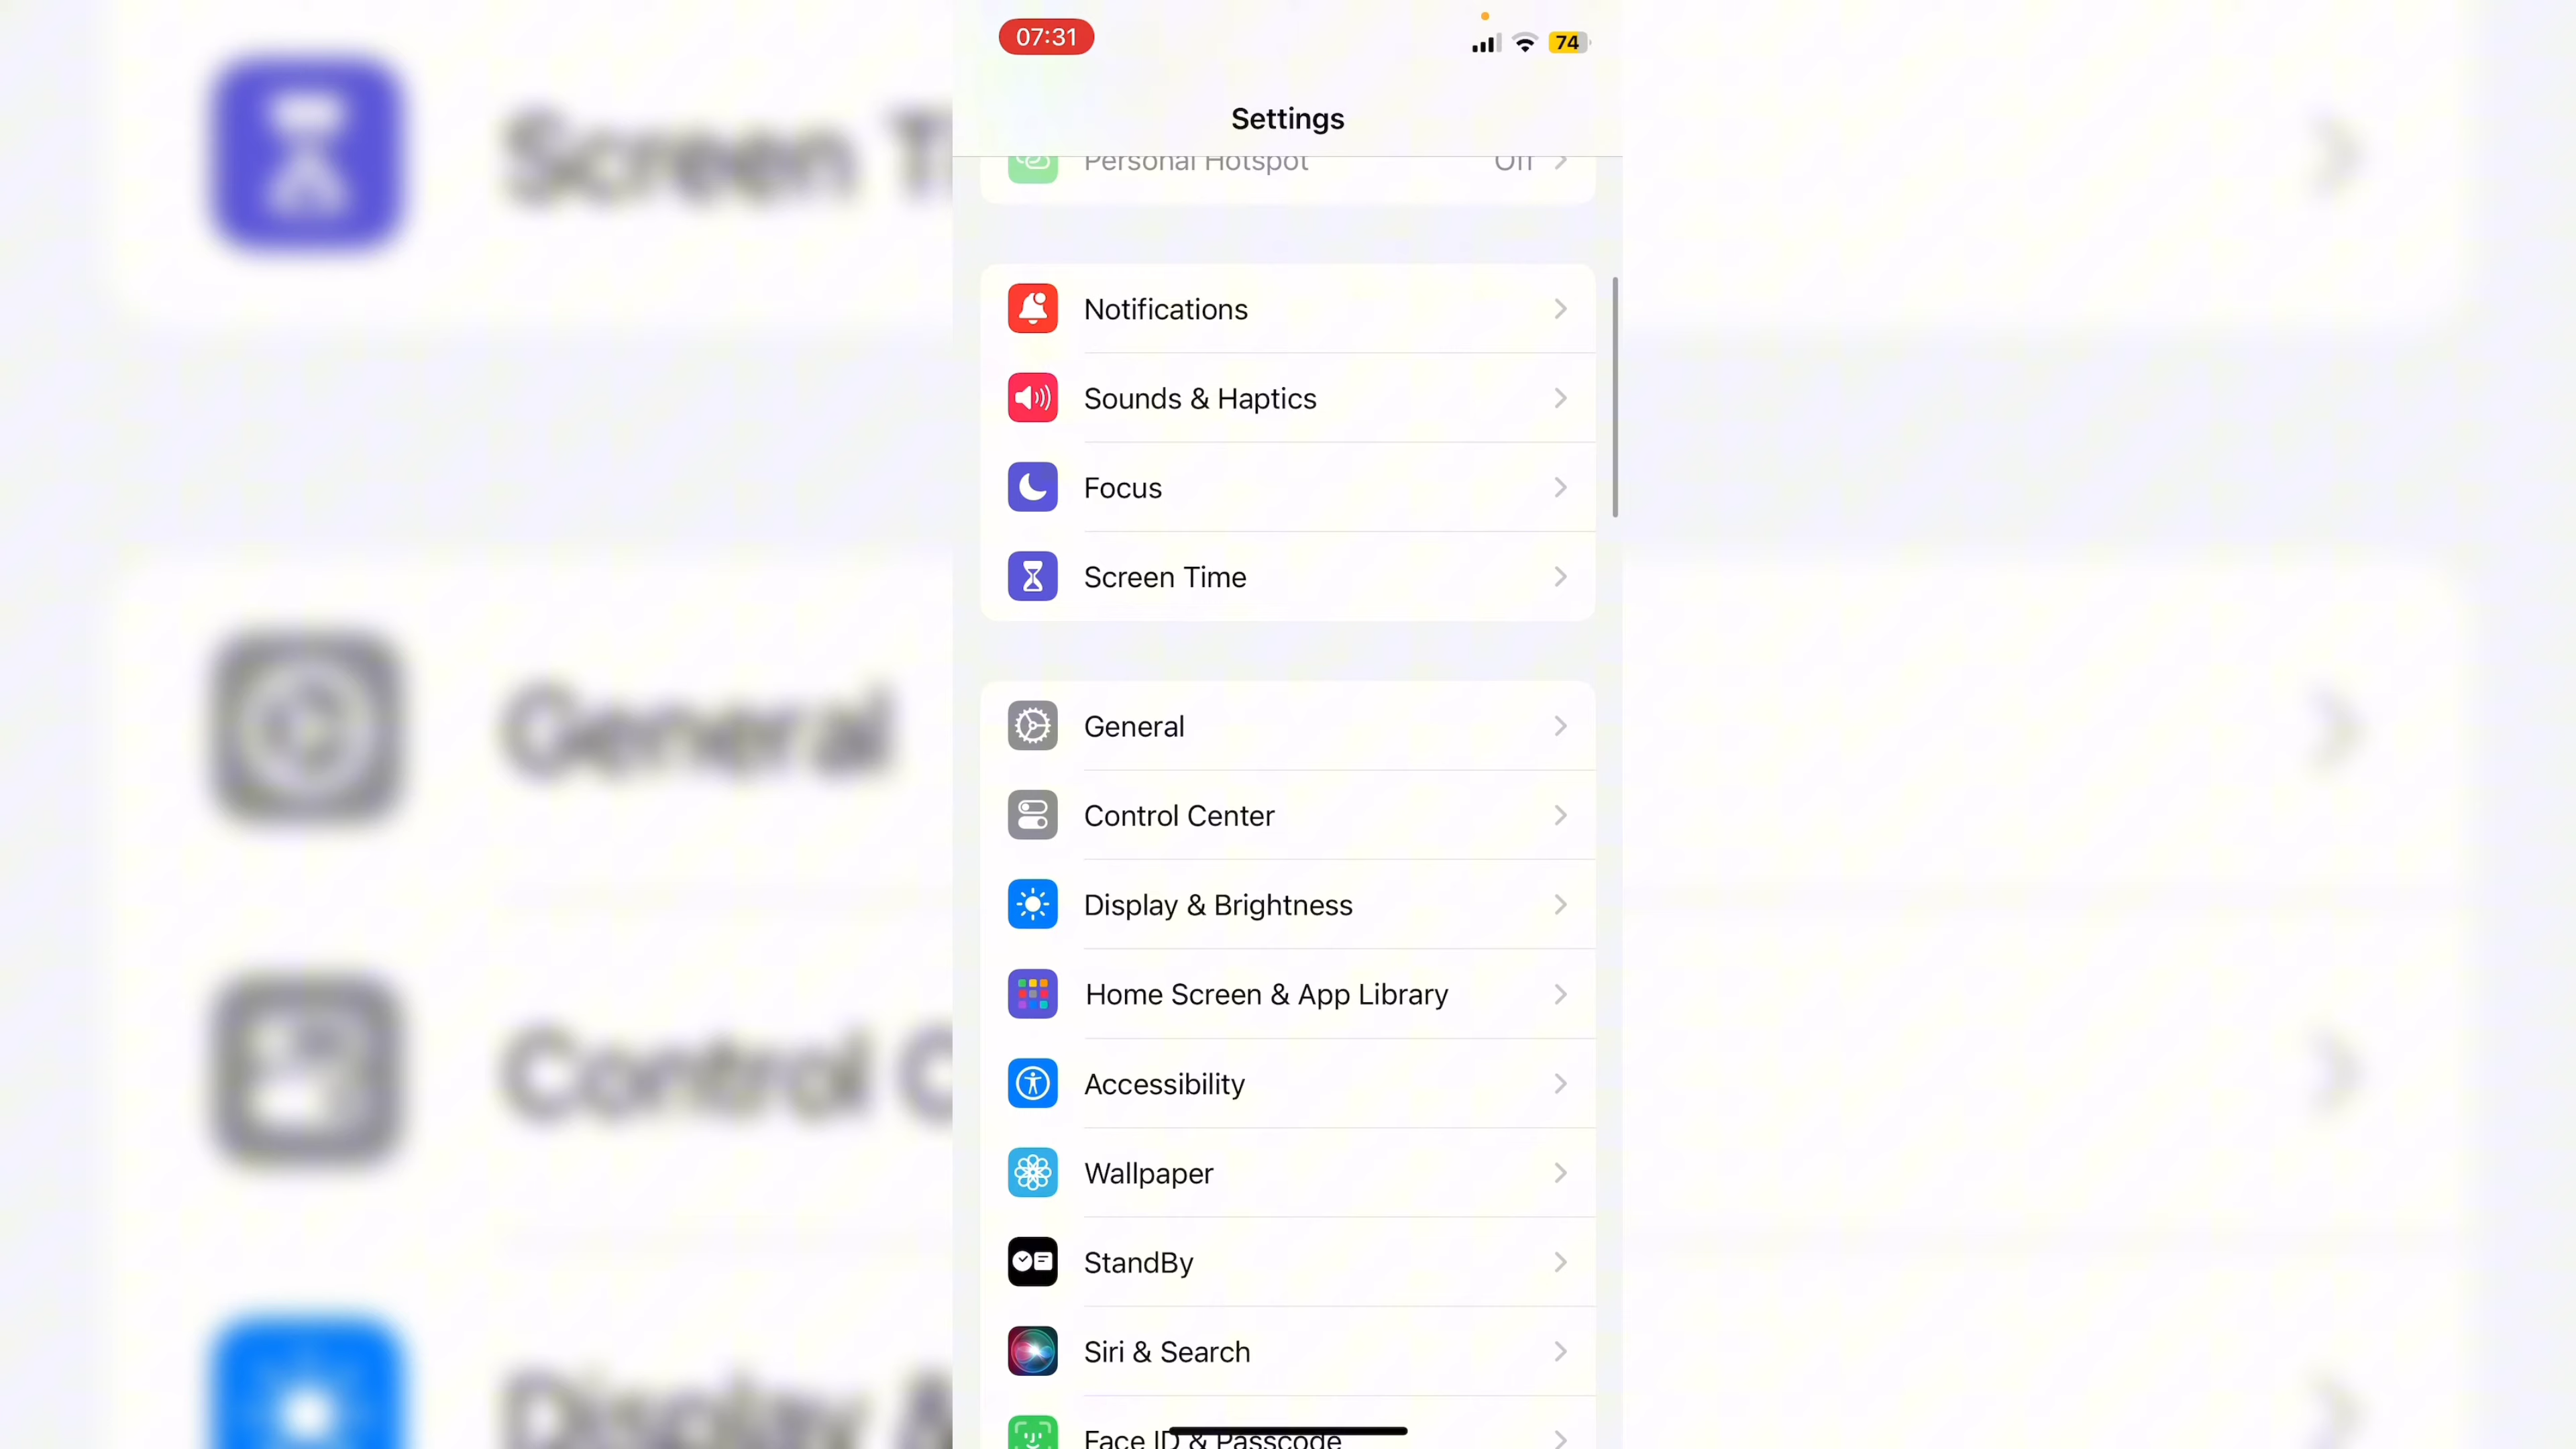 07:31
74
Settings
Personal Hotspot Off
Notifications
Sounds & Haptics
Focus
Screen Time
General
Control Center
Display & Brightness
Home Screen & App Library
Accessibility
Wallpaper
StandBy
Siri & Search
Face ID & Passcode
Screen T
General
Control C
Display &